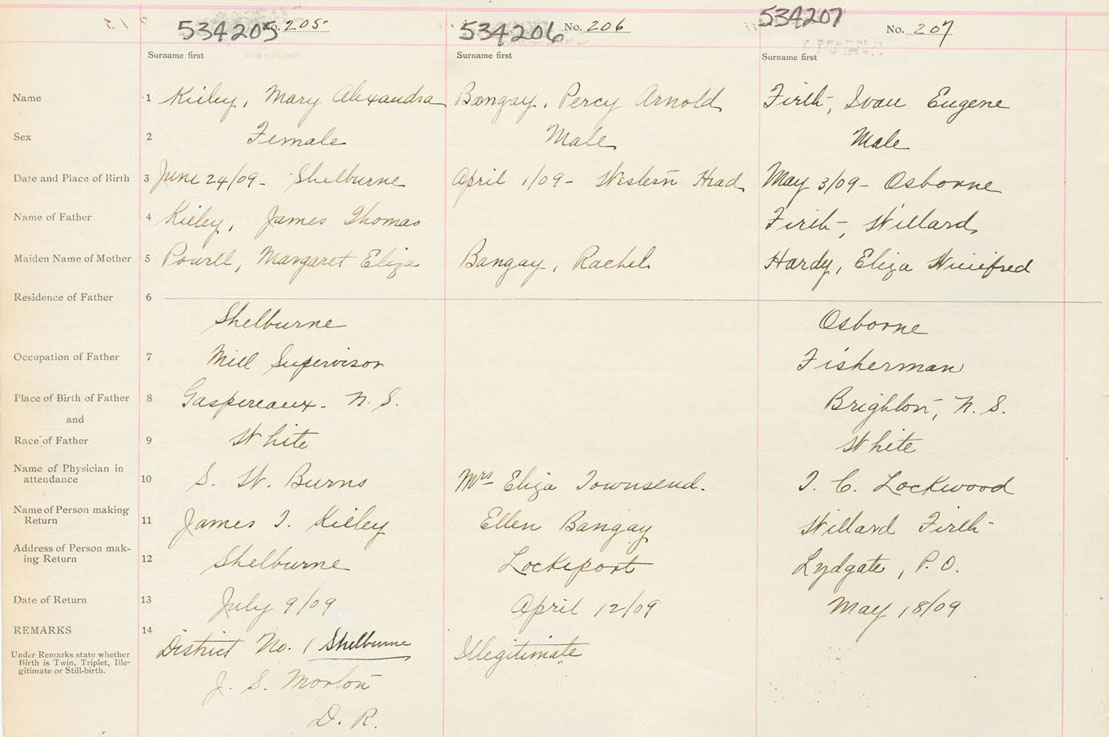 534205 205 534206 No. 206 534207 No. 207
Surname first Surname first Surname first
Name 1 Kieley, Mary Alexandra Bangay, Percy Arnold Firth, Ivan Eugene
Sex 2 Female Male Male
Date and Place of Birth 3 June 24/09 - Shelburne April 1/09 - Western Head May 3/09 - Osborne
Name of Father 4 Kieley, James Thomas Firth, Willard
Maiden Name of Mother 5 Powell, Margaret Eliza Bangay, Rachel Hardy, Eliza Winifred
Residence of Father 6
Shelburne Osborne
Occupation of Father 7 Mill Supervisor Fisherman
Place of Birth of Father 8 Gaspereaux - N.S. Brighton, N.S.
and
Race of Father 9 White White
Name of Physician in
attendance 10 S. W. Burns Mrs Eliza Townsend. T. C. Lockwood
Name of Person making
Return 11 James T. Kieley Ellen Bangay Willard Firth
Address of Person mak-
ing Return 12 Shelburne Lockeport Lydgate, P.O.
Date of Return 13 July 9/09 April 12/09 May 18/09
REMARKS 14 District No. 1 Shelburne Illegitimate
Under Remarks state whether
Birth is Twin, Triplet, Ille-
gitimate or Still-birth.
J. S. Morton
D. R.